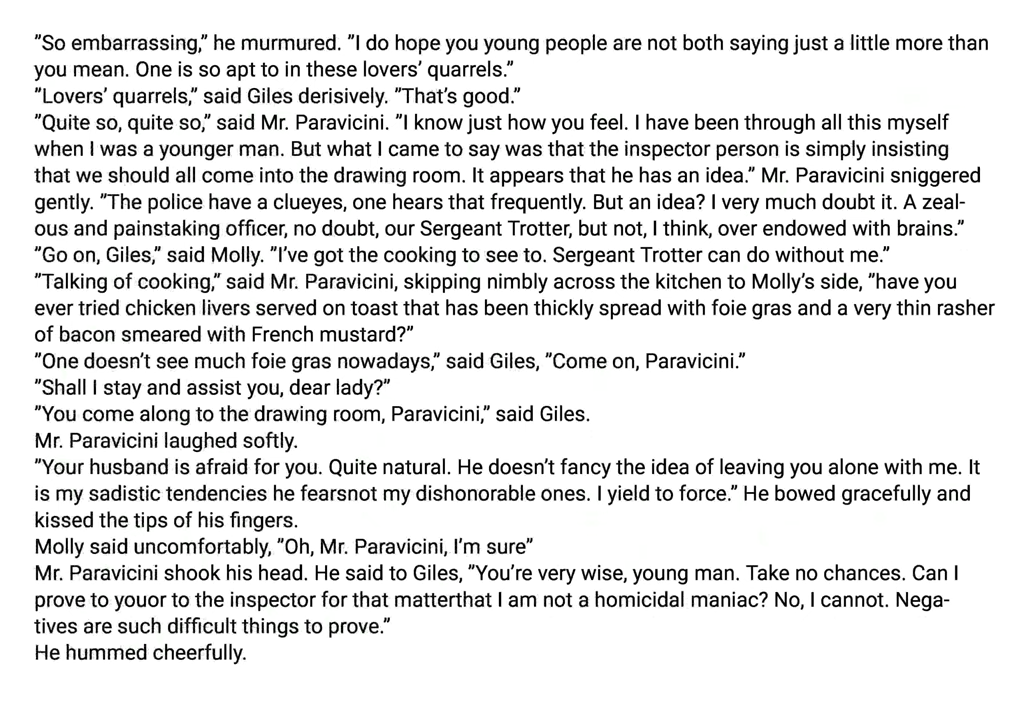 "So embarrassing," he murmured. "I do hope you young people are not both saying just a little more than
you mean. One is so apt to in these lovers' quarrels."
"Lovers' quarrels," said Giles derisively. "That's good."
"Quite so, quite so," said Mr. Paravicini. "I know just how you feel. I have been through all this myself
when I was a younger man. But what I came to say was that the inspector person is simply insisting
that we should all come into the drawing room. It appears that he has an idea." Mr. Paravicini sniggered
gently. "The police have a clueyes, one hears that frequently. But an idea? I very much doubt it. A zeal-
ous and painstaking officer, no doubt, our Sergeant Trotter, but not, I think, over endowed with brains."
"Go on, Giles," said Molly. "I've got the cooking to see to. Sergeant Trotter can do without me."
"Talking of cooking," said Mr. Paravicini, skipping nimbly across the kitchen to Molly's side, "have you
ever tried chicken livers served on toast that has been thickly spread with foie gras and a very thin rasher
of bacon smeared with French mustard?"
"One doesn't see much foie gras nowadays," said Giles, "Come on, Paravicini."
"Shall I stay and assist you, dear lady?"
"You come along to the drawing room, Paravicini," said Giles.
Mr. Paravicini laughed softly.
"Your husband is afraid for you. Quite natural. He doesn't fancy the idea of leaving you alone with me. It
is my sadistic tendencies he fearsnot my dishonorable ones. I yield to force." He bowed gracefully and
kissed the tips of his fingers.
Molly said uncomfortably, "Oh, Mr. Paravicini, I'm sure"
Mr. Paravicini shook his head. He said to Giles, "You're very wise, young man. Take no chances. Can I
prove to youor to the inspector for that matterthat I am not a homicidal maniac? No, I cannot. Nega-
tives are such difficult things to prove."
He hummed cheerfully.